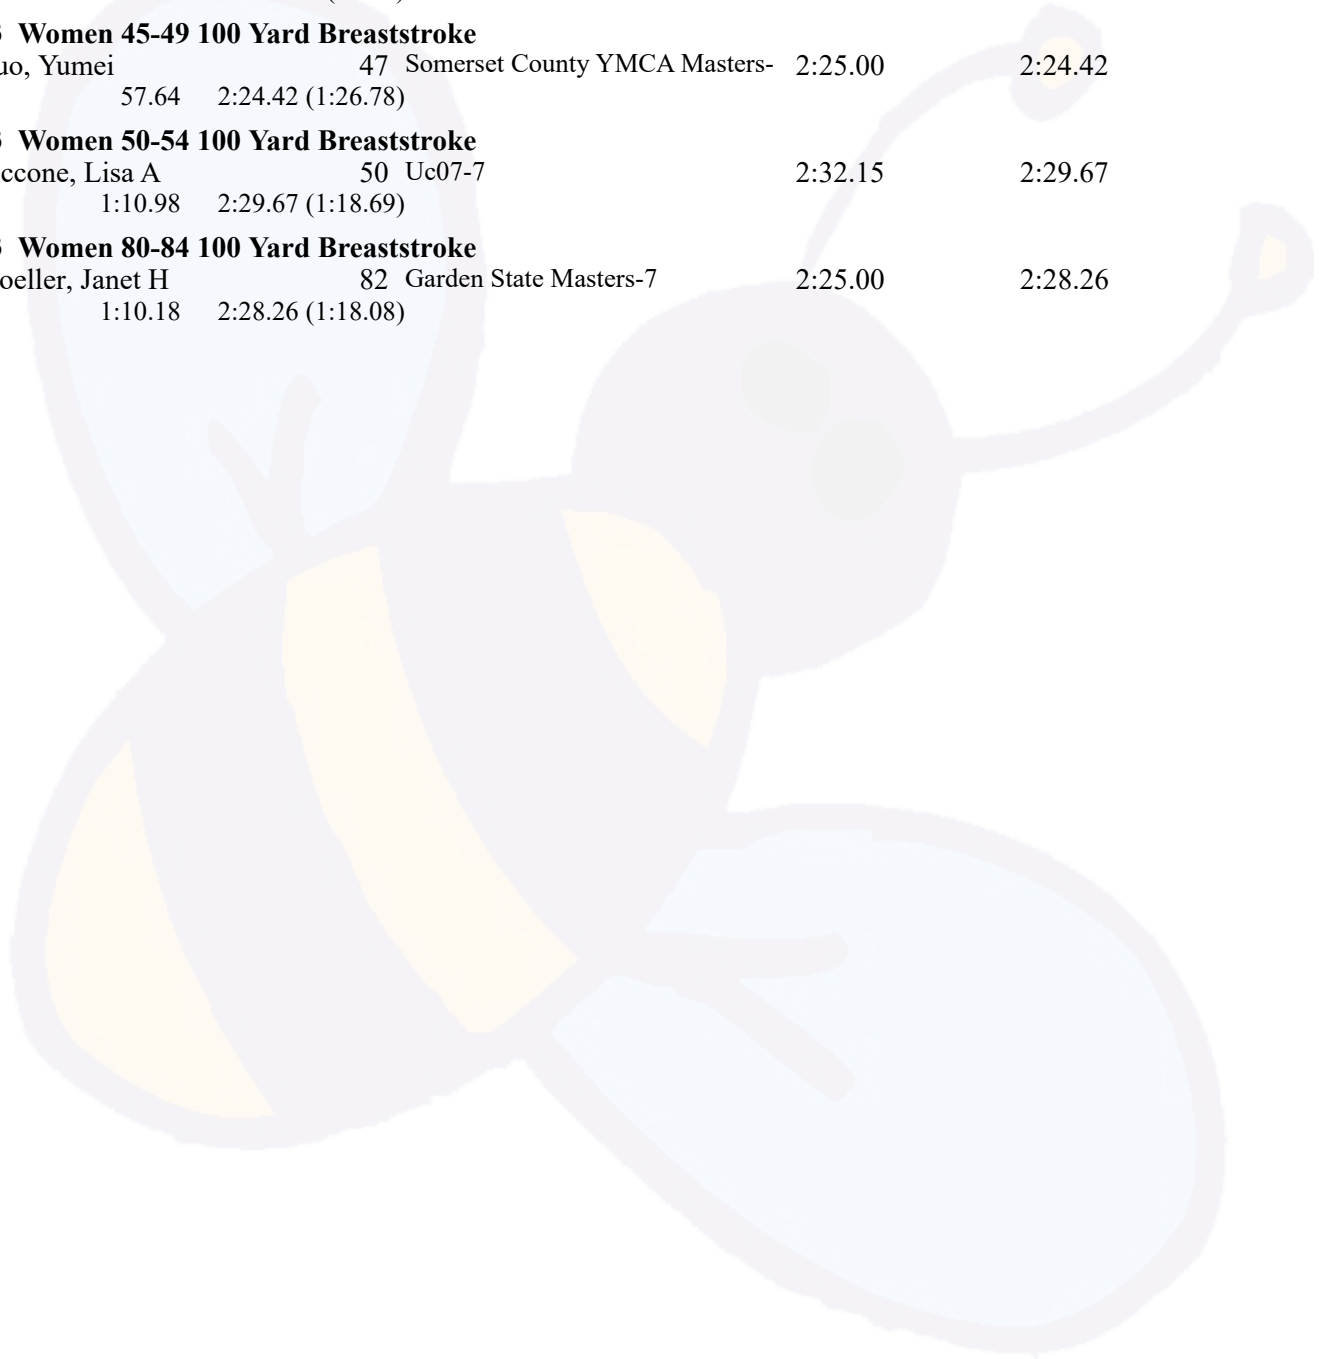 Women 45-49 100 Yard Breaststroke
Yumei 47 Somerset County YMCA Masters- 2:25.00 2:24.42
57.64 2:24.42 (1:26.78)
Women 50-54 100 Yard Breaststroke
Lisa A 50 Uc07-7 2:32.15 2:29.67
1:10.98 2:29.67 (1:18.69)
Women 80-84 100 Yard Breaststroke
Janet H 82 Garden State Masters-7 2:25.00 2:28.26
1:10.18 2:28.26 (1:18.08)